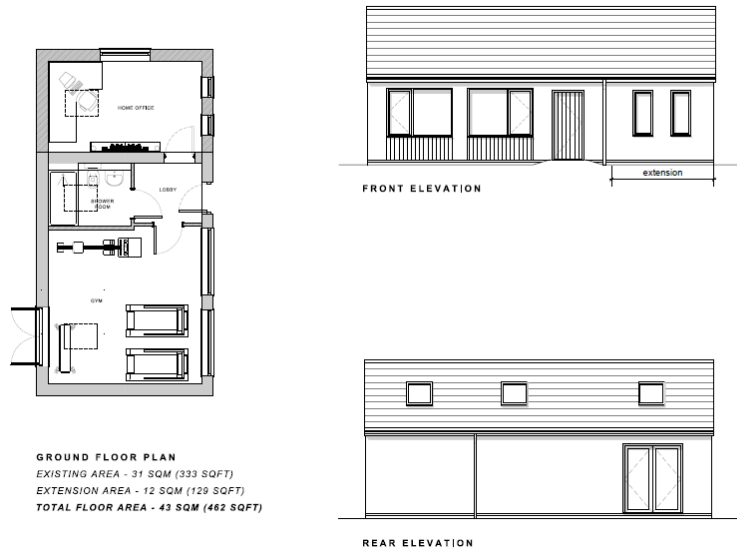 HOME OFFICE
LOBBY
SHOWER
ROOM
GYM
GROUND FLOOR PLAN
EXISTING AREA - 31 SQM (333 SQFT)
EXTENSION AREA - 12 SQM (129 SQFT)
TOTAL FLOOR AREA - 43 SQM (462 SQFT)
extension
FRONT ELEVATION
REAR ELEVATION